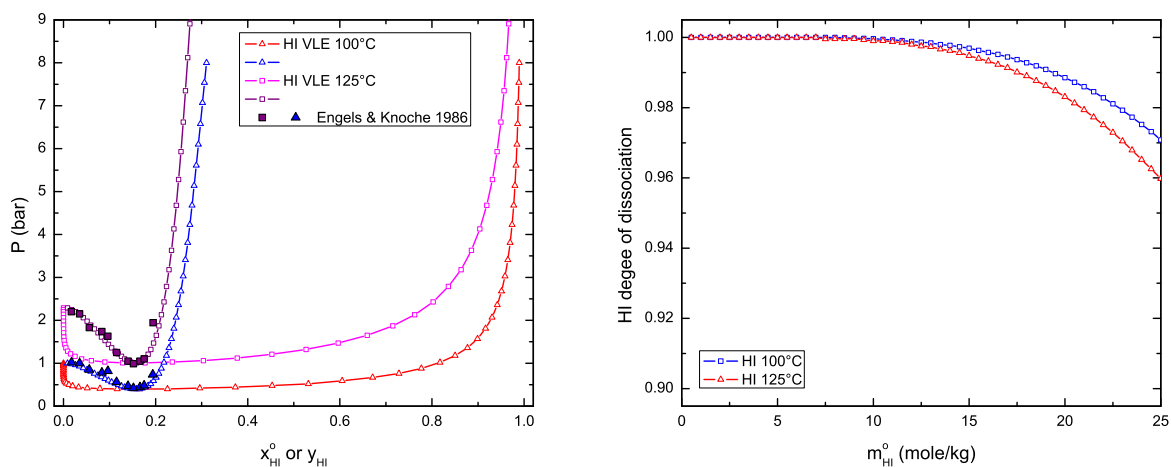 9
8
7
6
5
4
3
2
1
0
P (bar)
HI VLE 100°C
HI VLE 125°C
Engels & Knoche 1986
0.0 0.2 0.4 0.6 0.8 1.0
x°HI or yHI
1.00
0.98
0.96
0.94
0.92
0.90
HI degee of dissociation
HI 100°C
HI 125°C
0 5 10 15 20 25
m°HI (mole/kg)